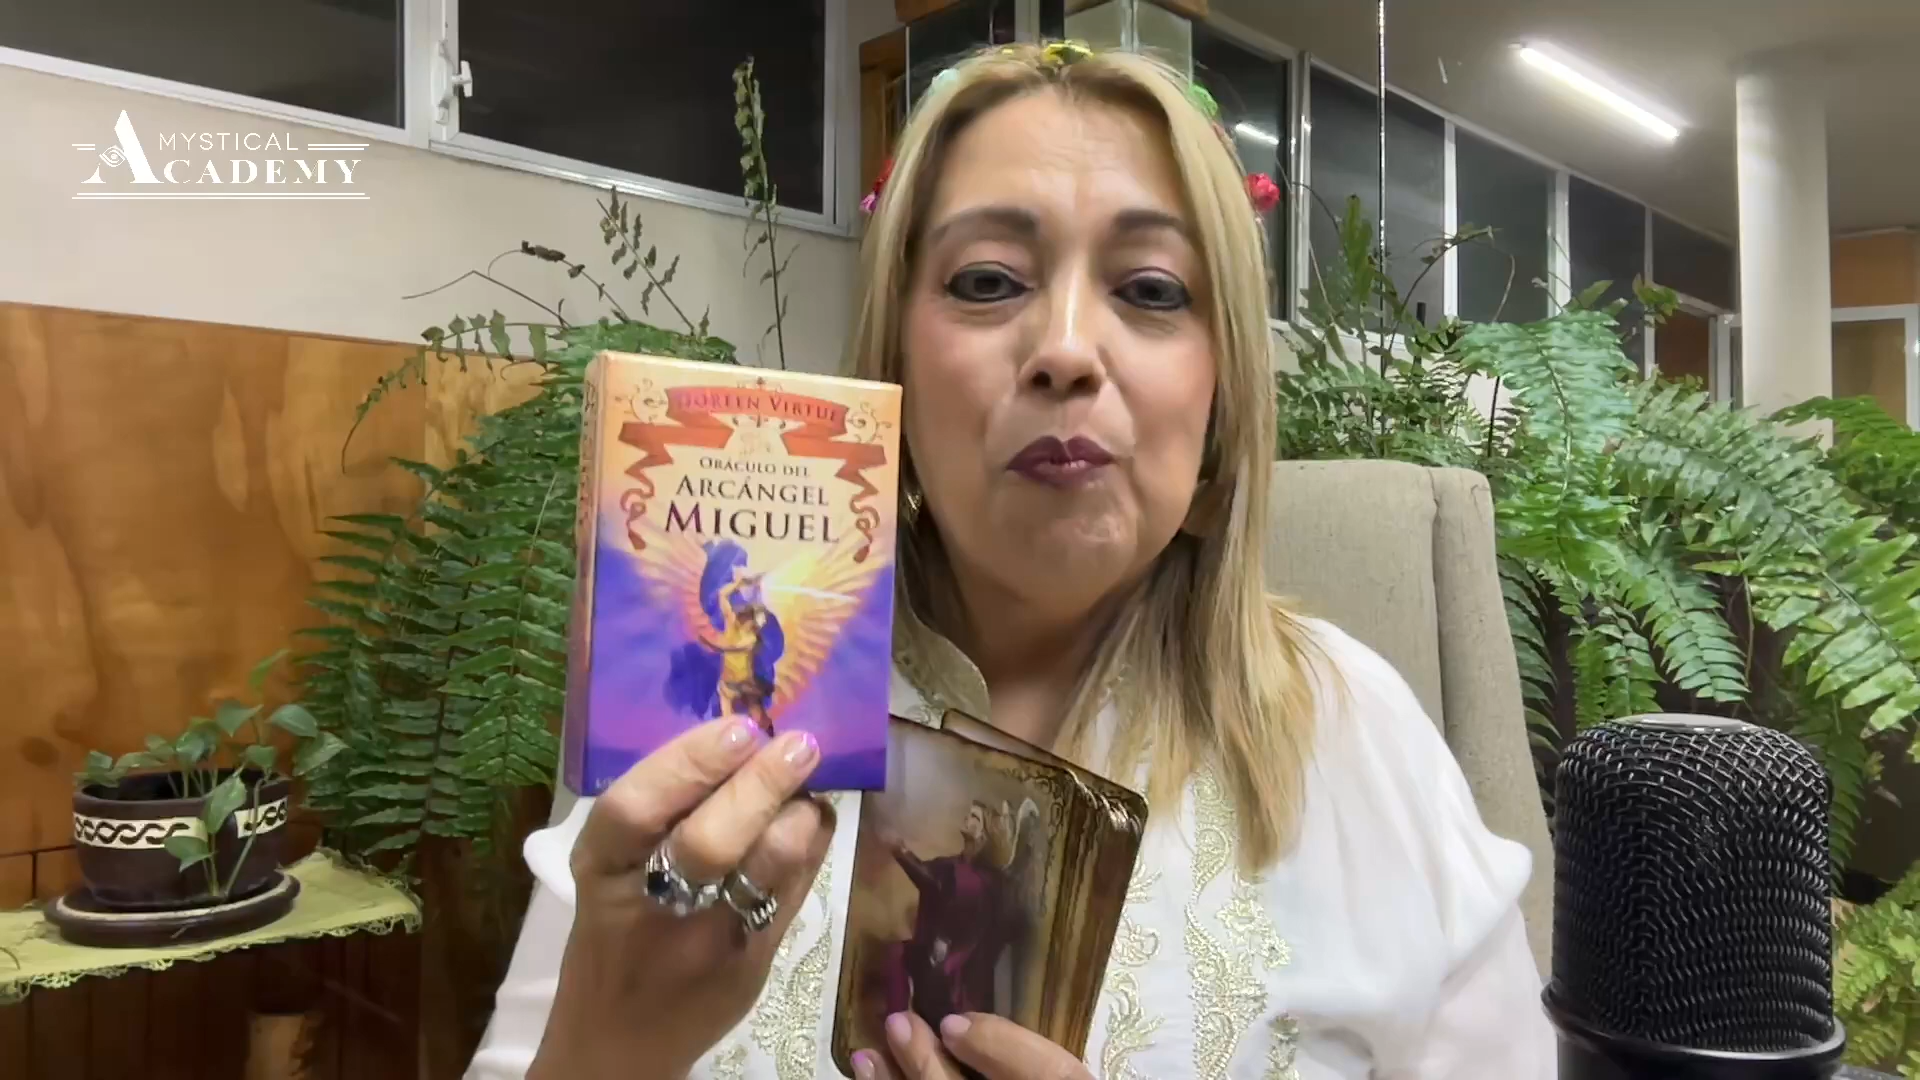 MYSTICAL
ACADEMY
DOREEN VIRTUE
ORÁCULO DEL
ARCÁNGEL
MIGUEL